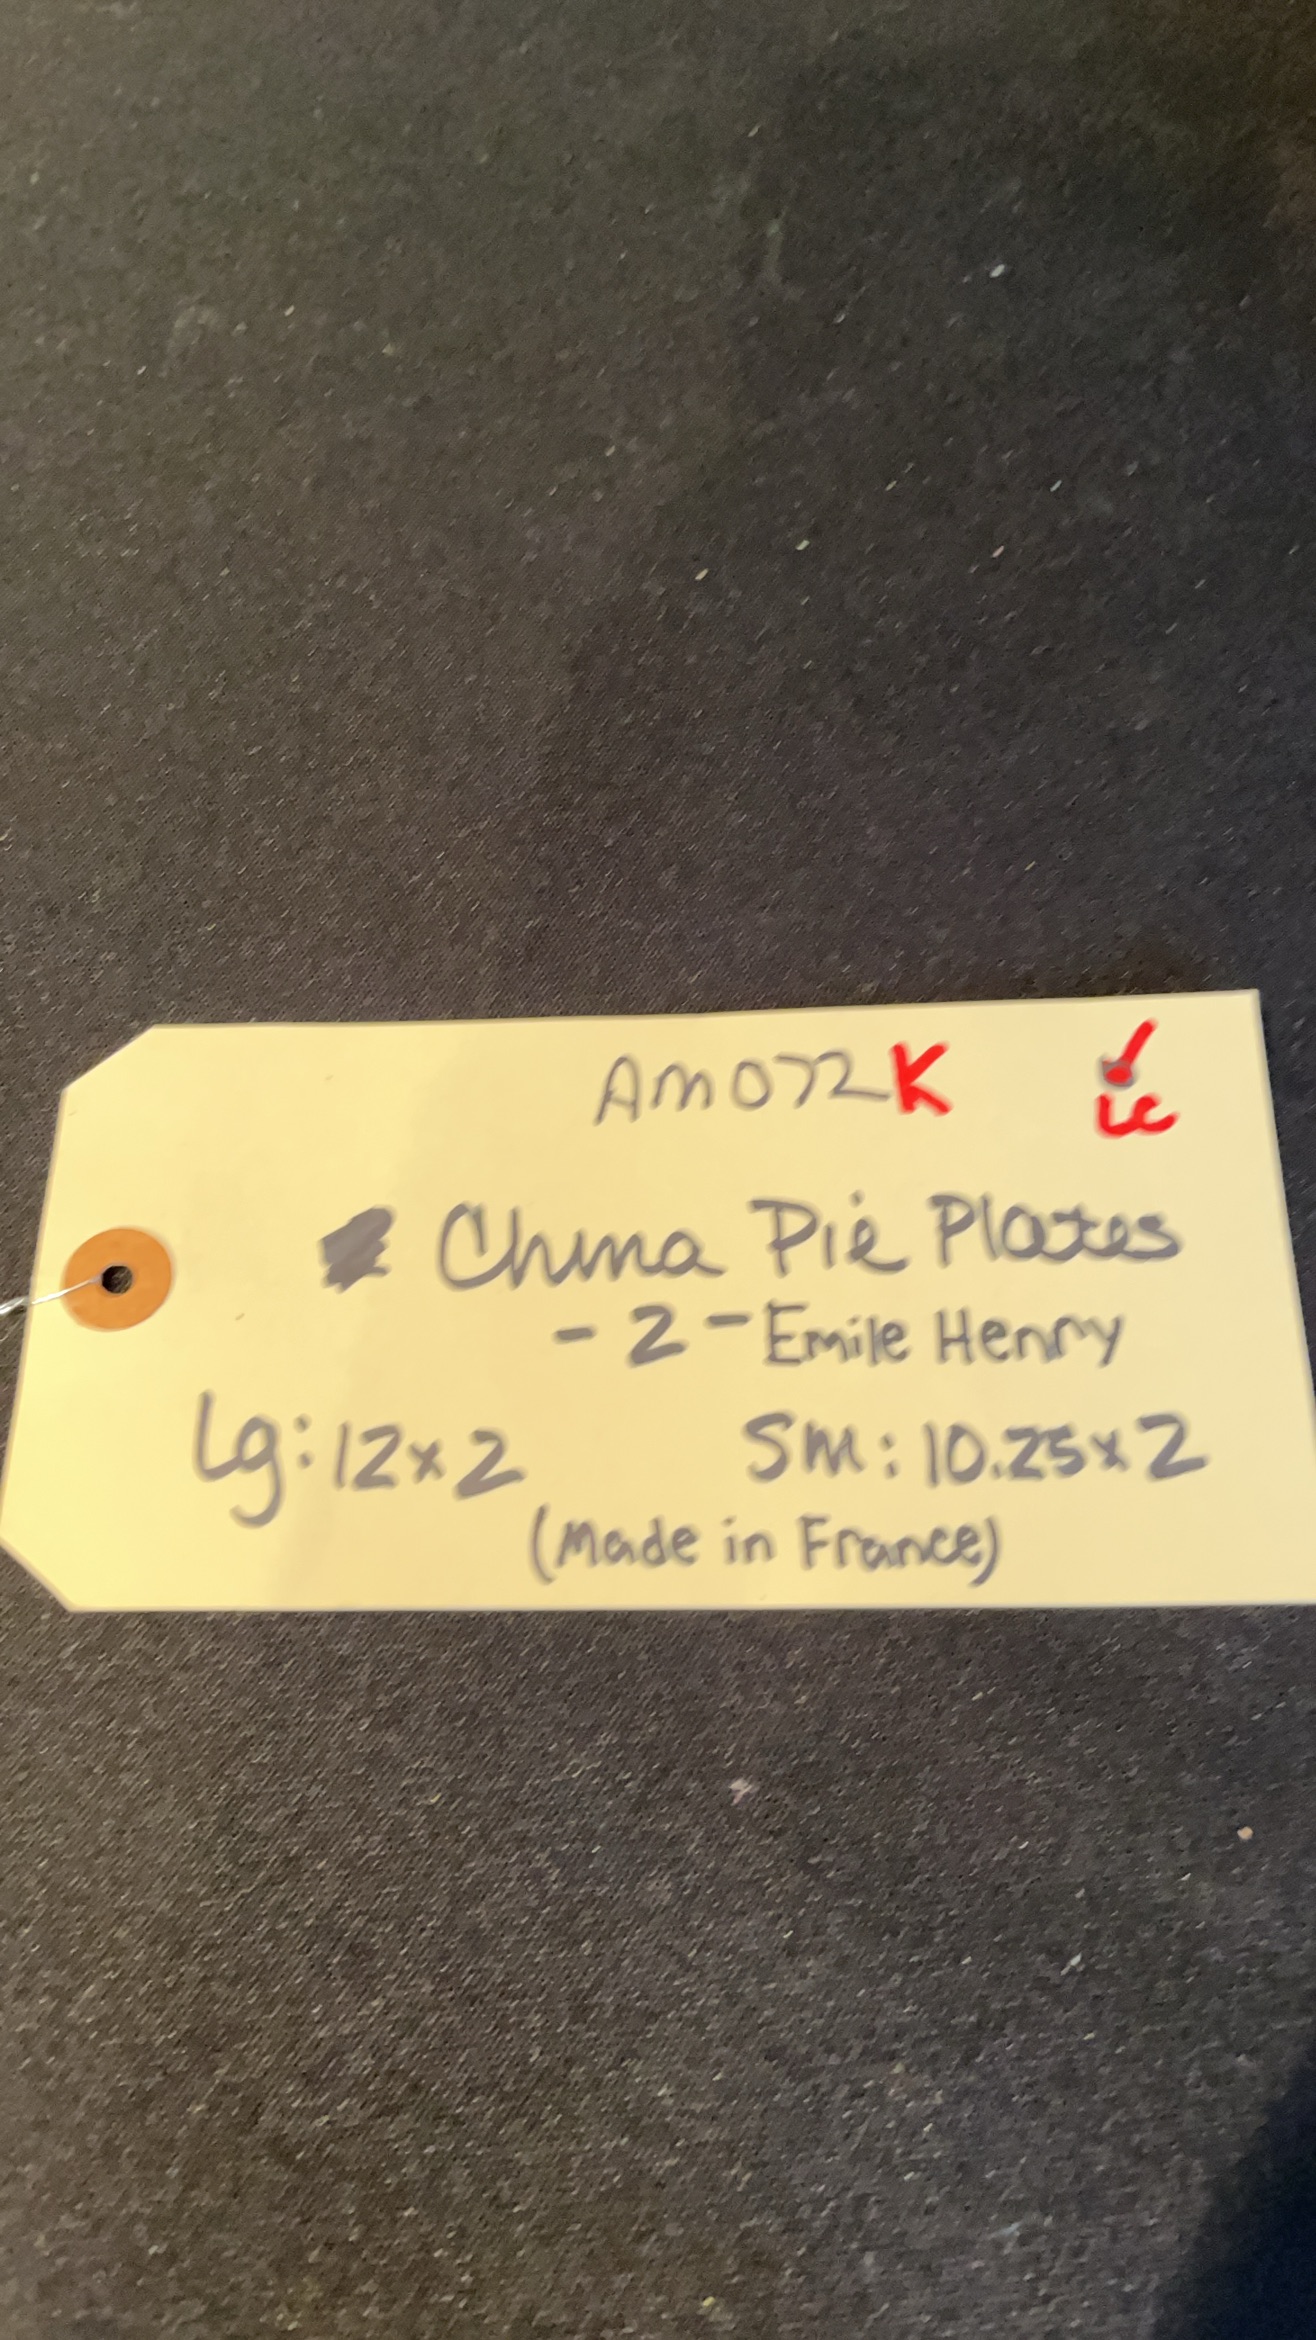 AM072K
LC
China Pie Plates
- 2 - Emile Henry
Lg: 12x2 SM: 10.25x2
(Made in France)